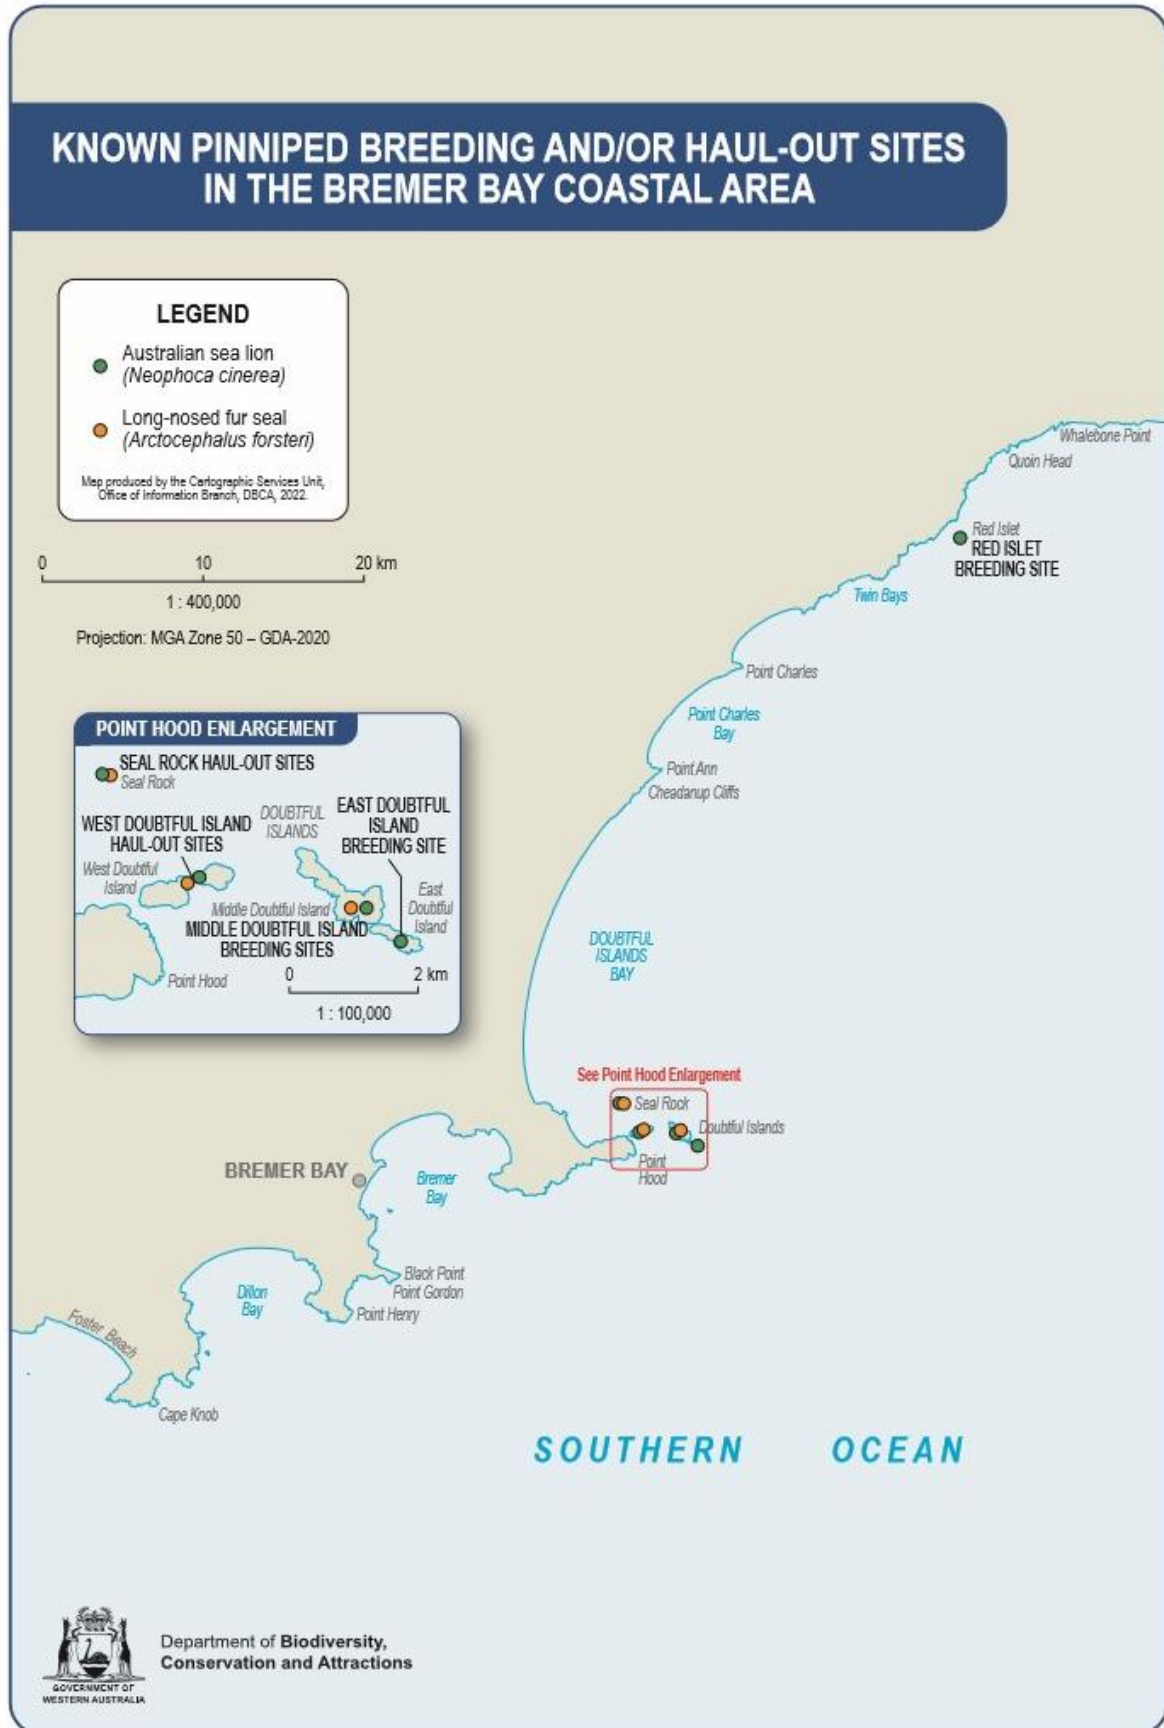 KNOWN PINNIPED BREEDING AND/OR HAUL-OUT SITES
IN THE BREMER BAY COASTAL AREA
LEGEND
Australian sea lion
(Neophoca cinerea)
Long-nosed fur seal
(Arctocephalus forsteri)
Map produced by the Cartographic Services Unit,
Office of Information Branch, DBCA, 2022.
0 10 20 km
1 : 400,000
Projection: MGA Zone 50 – GDA-2020
Whalebone Point
Quoin Head
Red Islet
RED ISLET
BREEDING SITE
Twin Bays
Point Charles
Point Charles
Bay
Point Ann
Cheadanup Cliffs
POINT HOOD ENLARGEMENT
SEAL ROCK HAUL-OUT SITES
Seal Rock
WEST DOUBTFUL ISLAND
HAUL-OUT SITES
DOUBTFUL
ISLANDS
EAST DOUBTFUL
ISLAND
BREEDING SITE
West Doubtful
Island
Middle Doubtful Island
East
Doubtful
Island
MIDDLE DOUBTFUL ISLAND
BREEDING SITES
Point Hood
0 2 km
1 : 100,000
DOUBTFUL
ISLANDS
BAY
See Point Hood Enlargement
Seal Rock
Doubtful Islands
Point
Hood
BREMER BAY
Bremer
Bay
Black Point
Point Gordon
Point Henry
Dillon
Bay
Foster Beach
Cape Knob
SOUTHERN OCEAN
GOVERNMENT OF
WESTERN AUSTRALIA
Department of Biodiversity,
Conservation and Attractions